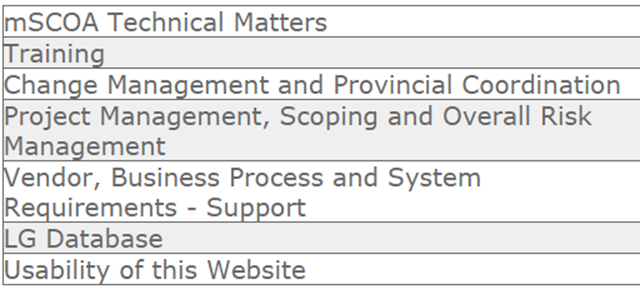 mSCOA Technical Matters
Training
Change Management and Provincial Coordination
Project Management, Scoping and Overall Risk
Management
Vendor, Business Process and System
Requirements - Support
LG Database
Usability of this Website